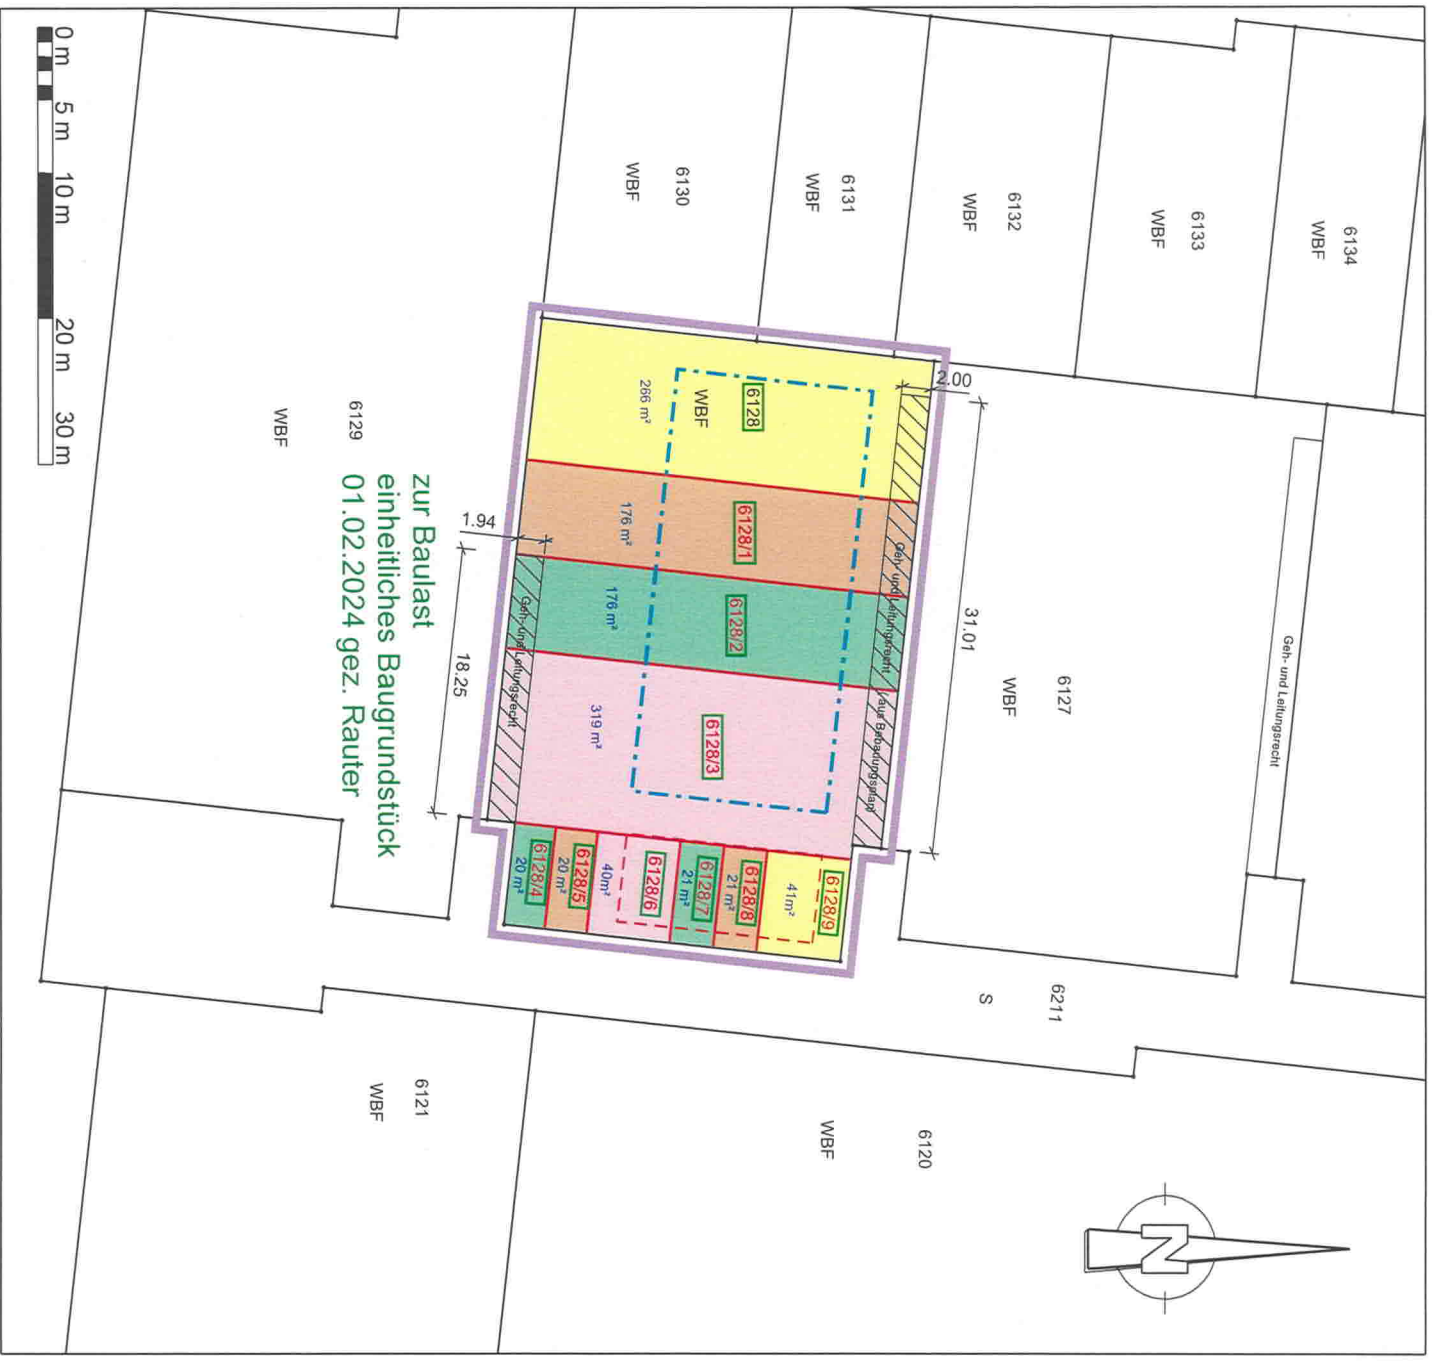 0 m
5 m
10 m
20 m
30 m
6134
WBF
6133
WBF
6132
WBF
6131
WBF
6130
WBF
6129
WBF
6127
WBF
Geh- und Leitungsrecht
2.00
31.01
6128
WBF
266 m²
6128/1
176 m²
6128/2
176 m²
6128/3
319 m²
Geh- und Leitungsrecht
(aus Bebauungsplan)
Geh- und Leitungsrecht
1.94
18.25
6128/9
41m²
6128/8
21 m²
6128/7
21 m²
6128/6
40m²
6128/5
20 m²
6128/4
20 m²
zur Baulast
einheitliches Baugrundstück
01.02.2024 gez. Rauter
6211
S
6120
WBF
6121
WBF
N